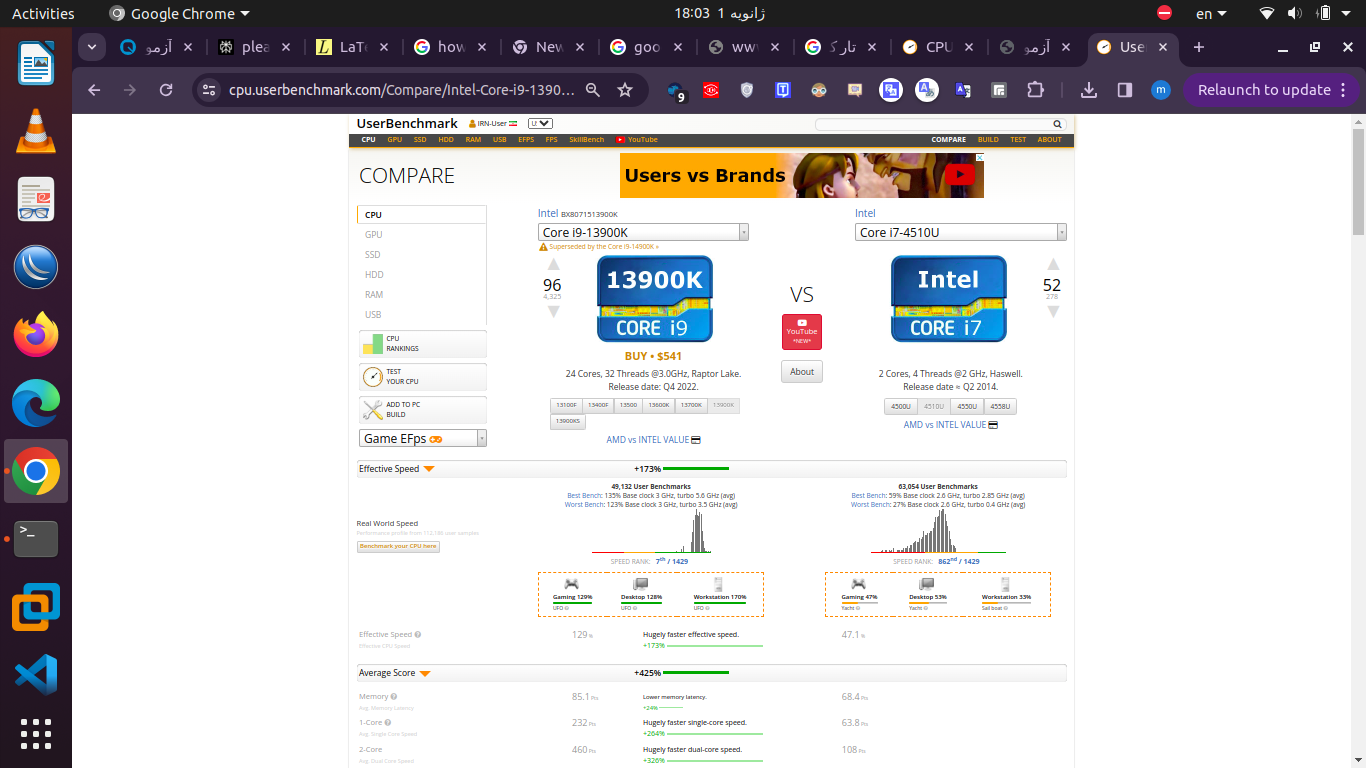 Activities
Google Chrome
18:03 ژانویه 1
en
آزمو
plea
LaTe
how
New
goo
ww
تار ک
CPU
آزمو
Use
cpu.userbenchmark.com/Compare/Intel-Core-i9-1390...
9
m
Relaunch to update
UserBenchmark
IRN-User
CPU GPU SSD HDD RAM USB EFPS FPS SkillBench YouTube
COMPARE BUILD TEST ABOUT
COMPARE
Users vs Brands
CPU
GPU
SSD
HDD
RAM
USB
CPU
RANKINGS
TEST
YOUR CPU
ADD TO PC
BUILD
Game EFps
Intel BX8071513900K
Core i9-13900K
Superseded by the Core i9-14900K »
96
4,325
13900K
CORE i9
BUY • $541
24 Cores, 32 Threads @3.0GHz, Raptor Lake.
Release date: Q4 2022.
13100F 13400F 13500 13600K 13700K 13900K
13900KS
AMD vs INTEL VALUE
VS
YouTube
*NEW*
About
Intel
Core i7-4510U
52
278
Intel
CORE i7
2 Cores, 4 Threads @2 GHz, Haswell.
Release date ≈ Q2 2014.
4500U 4510U 4550U 4558U
AMD vs INTEL VALUE
Effective Speed
+173%
Real World Speed
Performance profile from 112,186 user samples
Benchmark your CPU here
49,132 User Benchmarks
Best Bench: 135% Base clock 3 GHz, turbo 5.6 GHz (avg)
Worst Bench: 123% Base clock 3 GHz, turbo 3.5 GHz (avg)
SPEED RANK: 7th / 1429
Gaming 129%
UFO
Desktop 128%
UFO
Workstation 170%
UFO
63,054 User Benchmarks
Best Bench: 59% Base clock 2.6 GHz, turbo 2.85 GHz (avg)
Worst Bench: 27% Base clock 2.6 GHz, turbo 0.4 GHz (avg)
SPEED RANK: 862nd / 1429
Gaming 47%
Yacht
Desktop 53%
Yacht
Workstation 33%
Sail boat
Effective Speed
Effective CPU Speed
129 %
Hugely faster effective speed.
+173%
47.1 %
Average Score
+425%
Memory
Avg. Memory Latency
85.1 Pts
Lower memory latency.
+24%
68.4 Pts
1-Core
Avg. Single Core Speed
232 Pts
Hugely faster single-core speed.
+264%
63.8 Pts
2-Core
Avg. Dual Core Speed
460 Pts
Hugely faster dual-core speed.
+326%
108 Pts